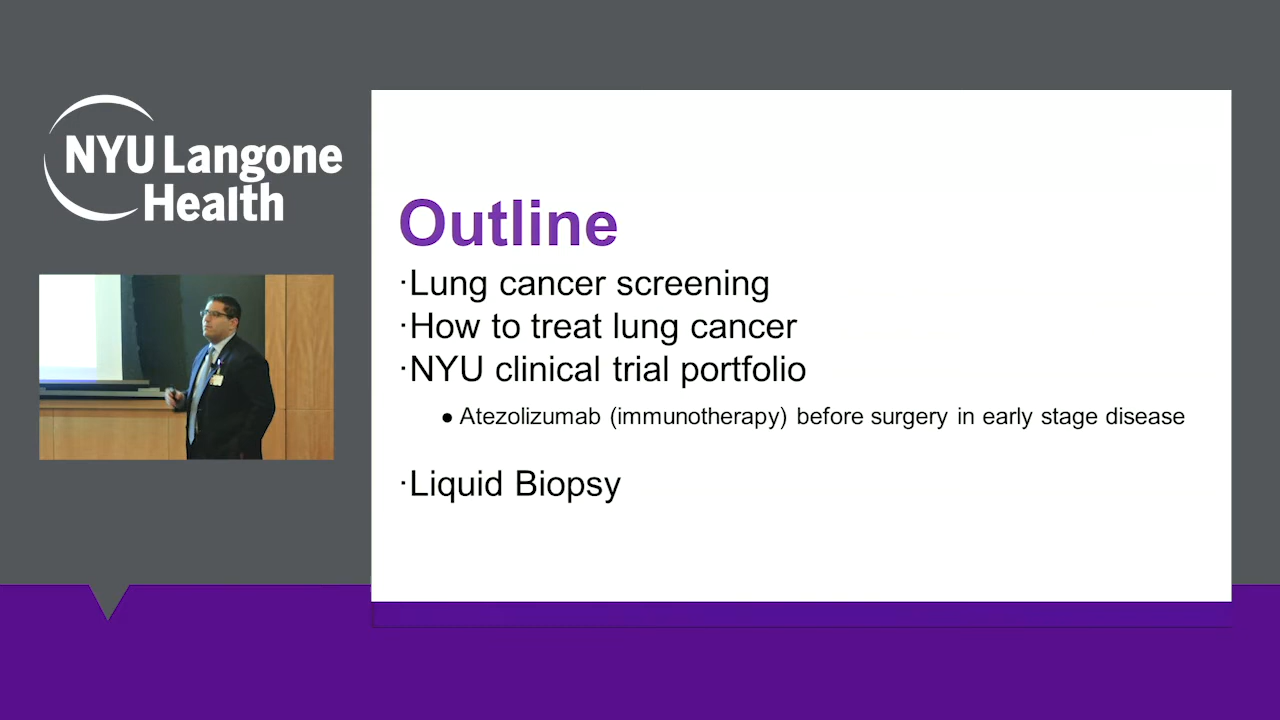 NYU Langone
Health
Outline
·Lung cancer screening
·How to treat lung cancer
·NYU clinical trial portfolio
● Atezolizumab (immunotherapy) before surgery in early stage disease
·Liquid Biopsy